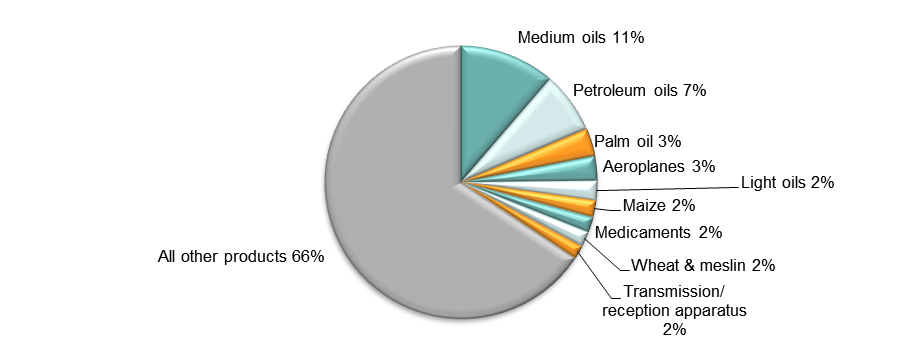 Medium oils 11%
Petroleum oils 7%
Palm oil 3%
Aeroplanes 3%
Light oils 2%
Maize 2%
Medicaments 2%
Wheat & meslin 2%
Transmission/
reception apparatus
2%
All other products 66%